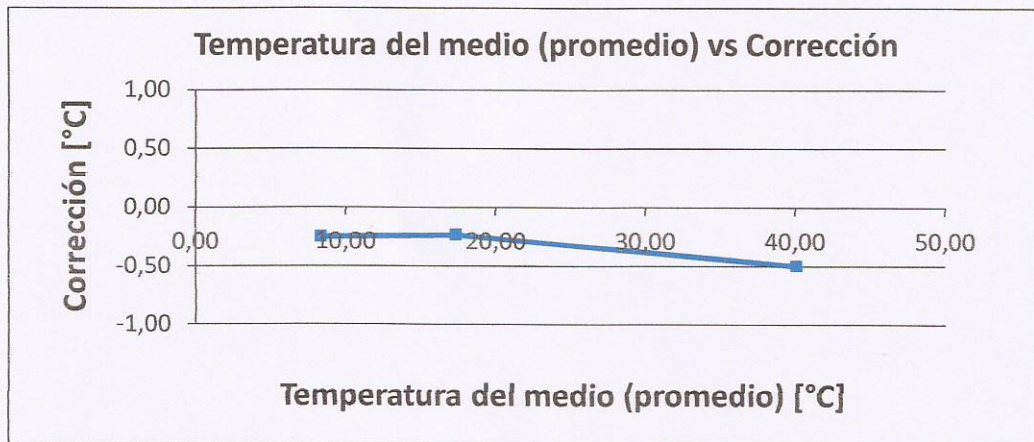 Temperatura del medio (promedio) vs Corrección
Corrección [°C]
1,00
0,50
0,00
-0,50
-1,00
0,00 10,00 20,00 30,00 40,00 50,00
Temperatura del medio (promedio) [°C]